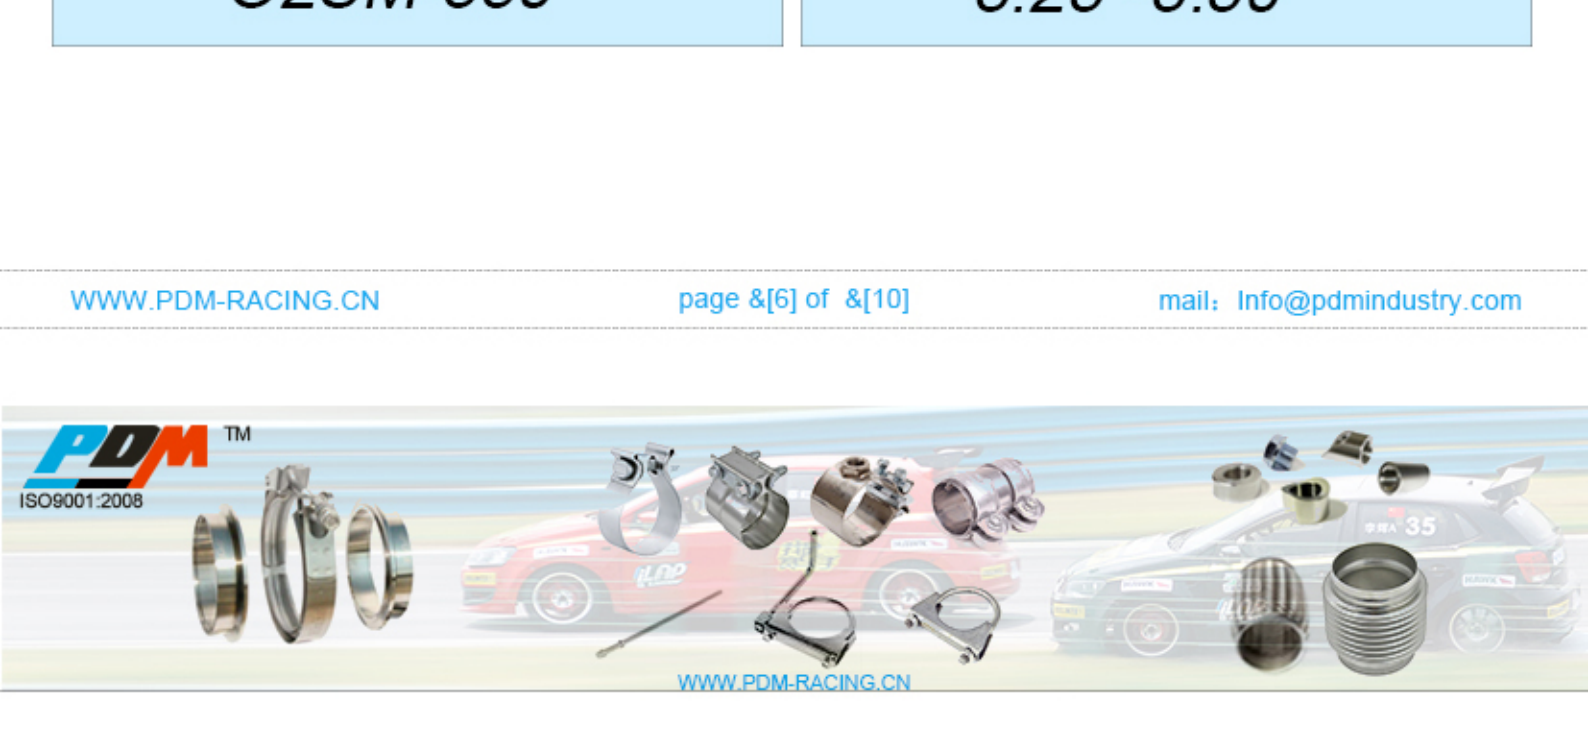 WWW.PDM-RACING.CN
page &[6] of &[10]
mail：Info@pdmindustry.com
PDM TM
ISO9001:2008
35
WWW.PDM-RACING.CN